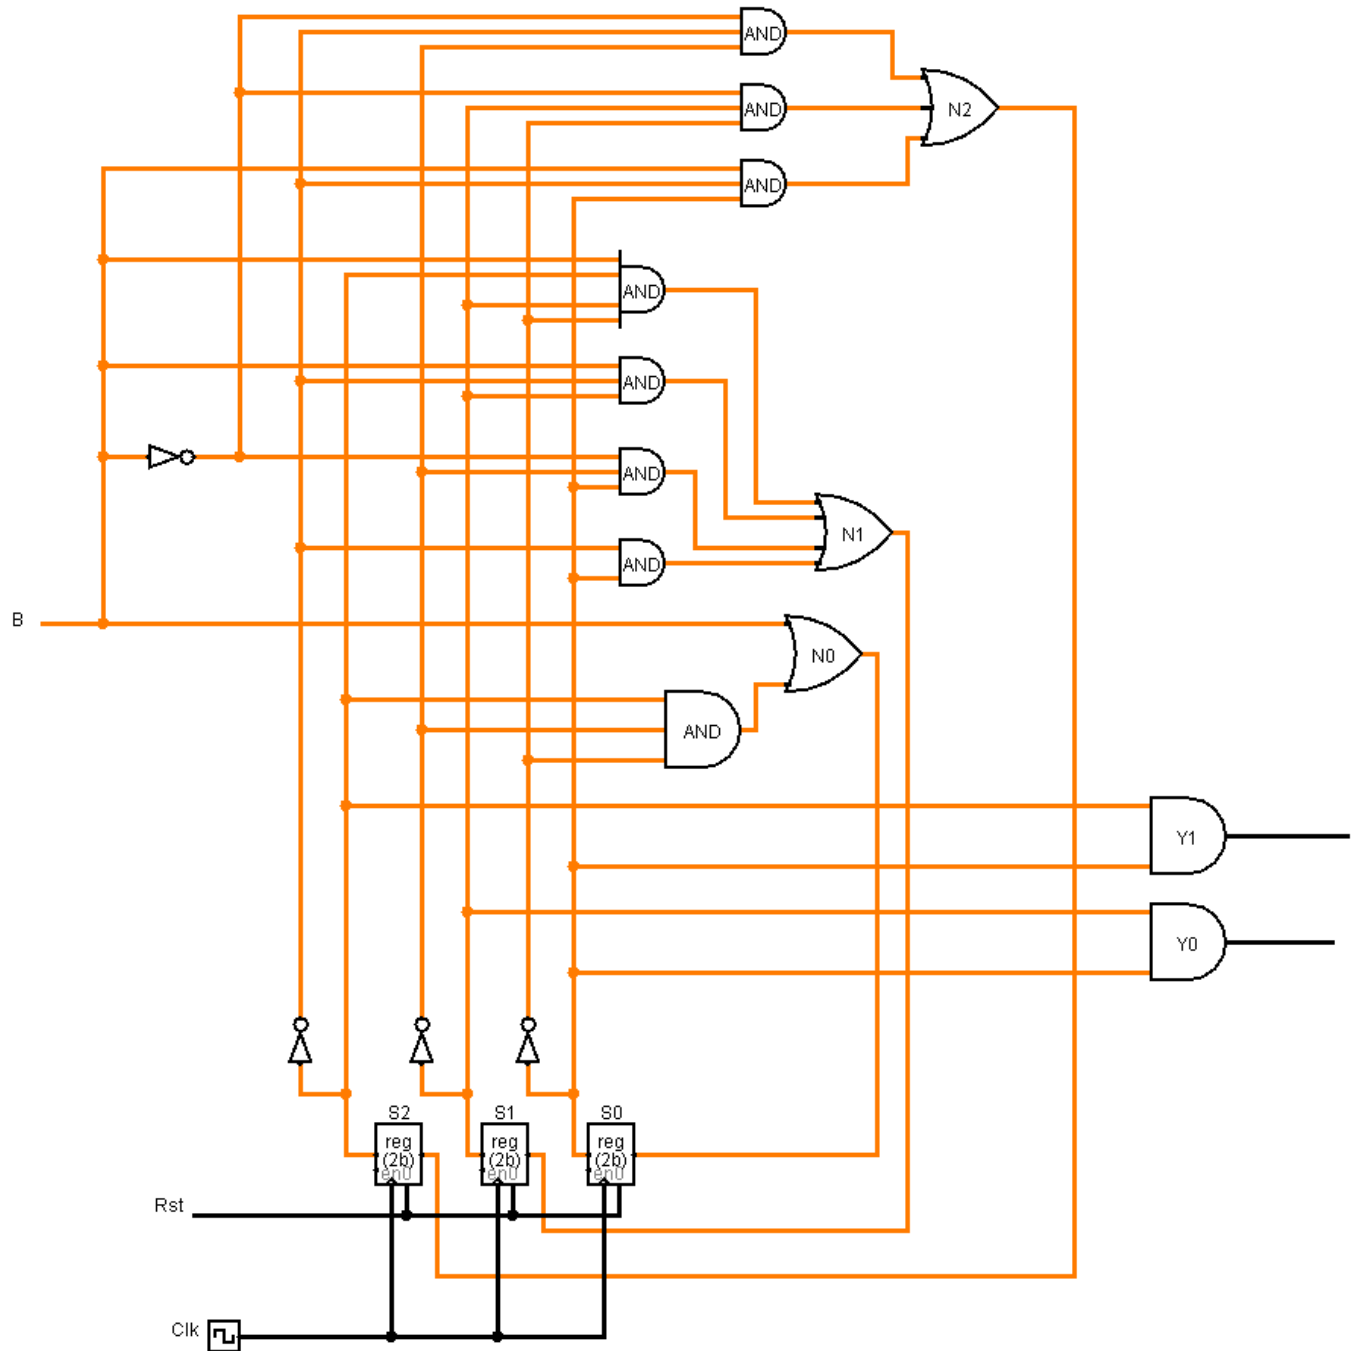 AND
AND
N2
AND
AND
AND
AND
N1
AND
B
N0
AND
Y1
Y0
S2
S1
S0
reg
(2b)
en0
reg
(2b)
en0
reg
(2b)
en0
Rst
Clk